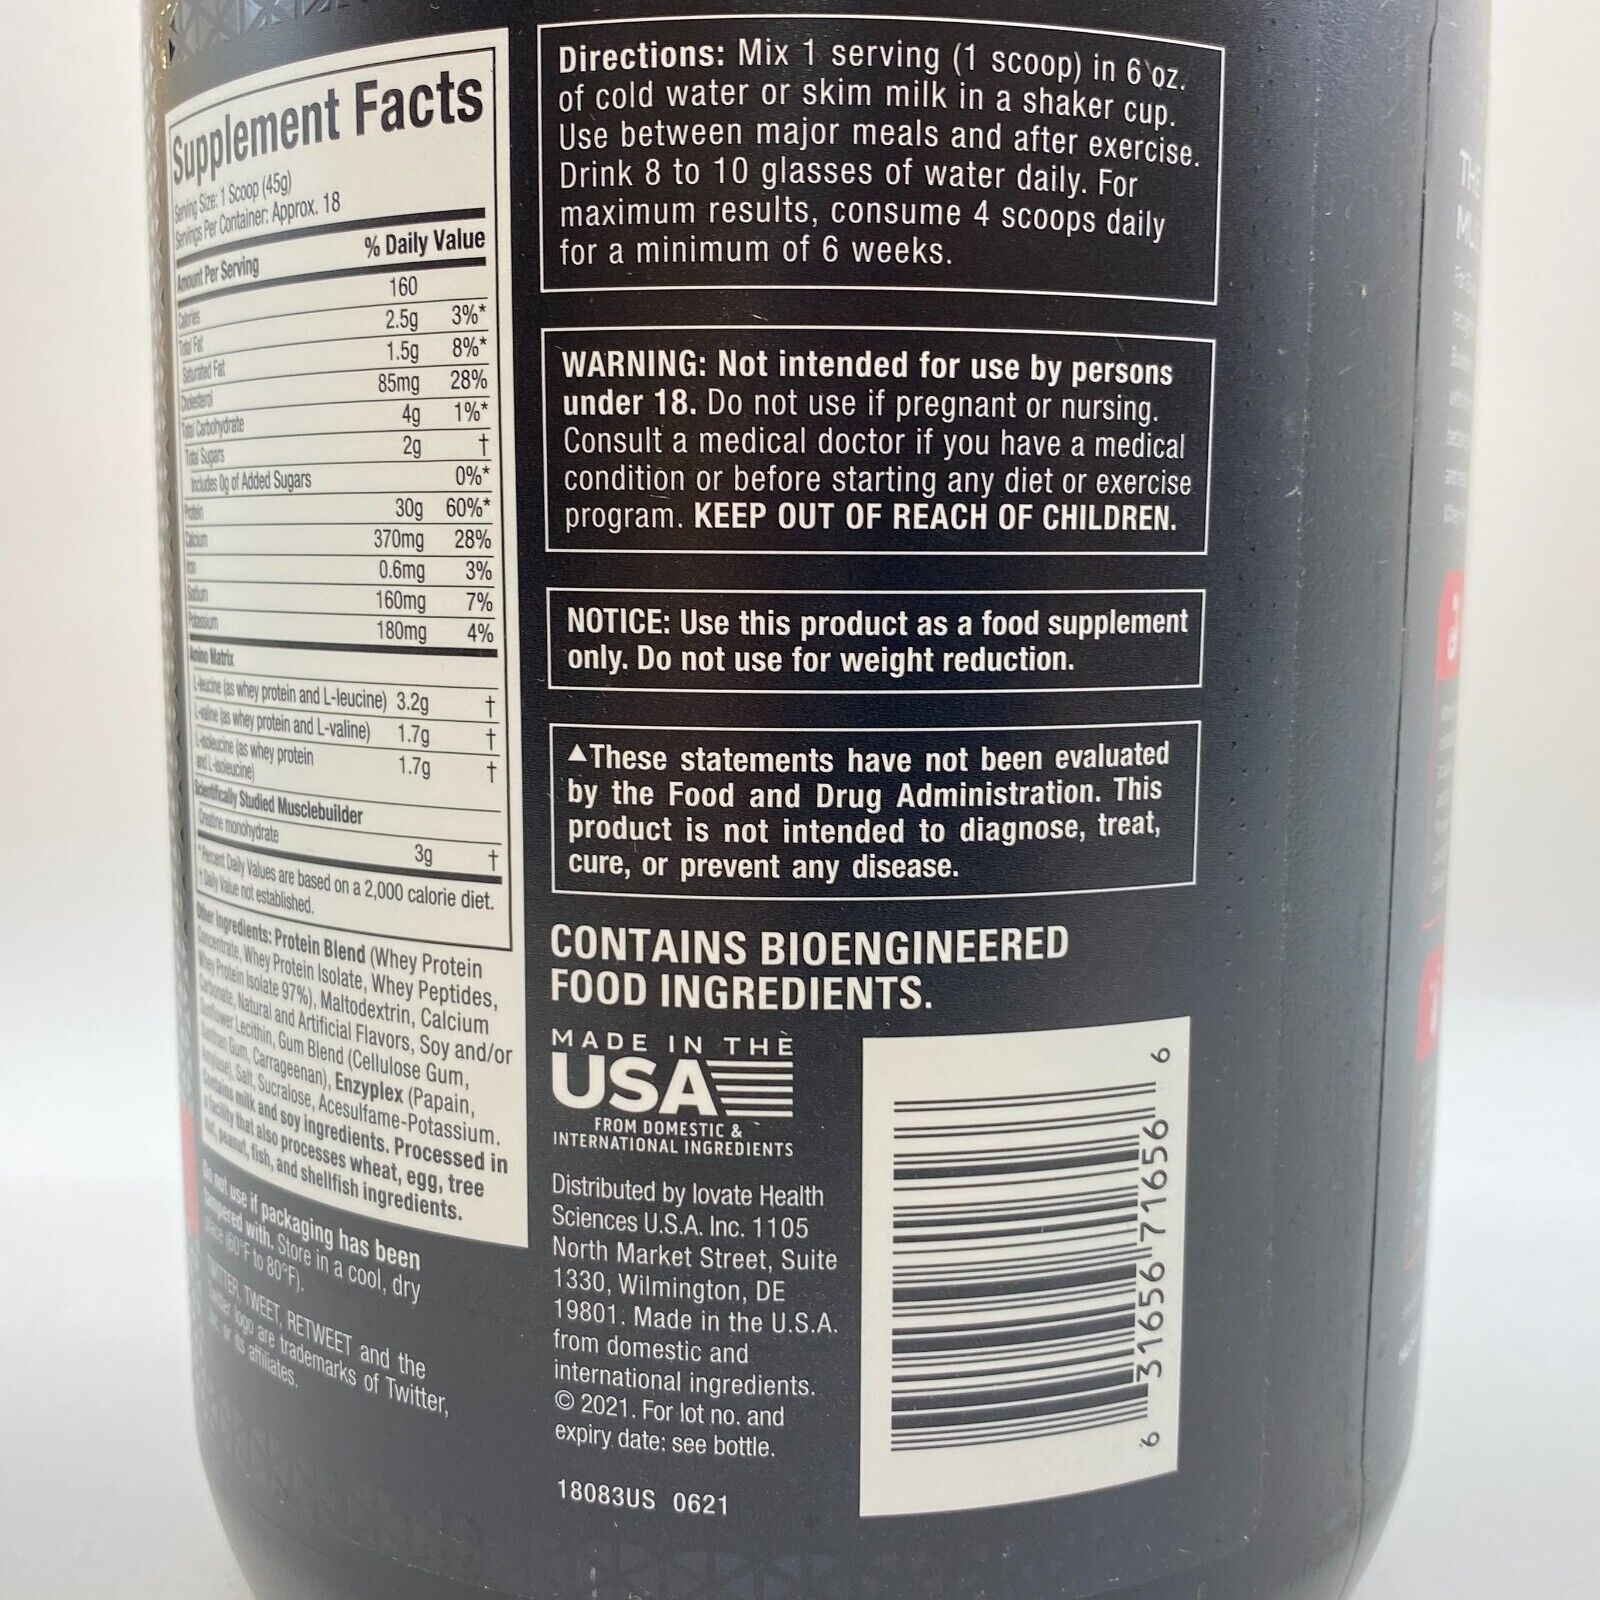 Supplement Facts
Serving Size: 1 Scoop (45g)
Servings Per Container: Approx. 18
Amount Per Serving % Daily Value
Calories 160
Total Fat 2.5g 3%*
Saturated Fat 1.5g 8%*
Cholesterol 85mg 28%
Total Carbohydrate 4g 1%*
Total Sugars 2g †
Includes 0g of Added Sugars 0%*
Protein 30g 60%*
Calcium 370mg 28%
Iron 0.6mg 3%
Sodium 160mg 7%
Potassium 180mg 4%
Amino Matrix
L-leucine (as whey protein and L-leucine) 3.2g †
L-valine (as whey protein and L-valine) 1.7g †
L-isoleucine (as whey protein
and L-isoleucine) 1.7g †
Scientifically Studied Musclebuilder
Creatine monohydrate 3g †
*Percent Daily Values are based on a 2,000 calorie diet.
†Daily Value not established.
Other Ingredients: Protein Blend (Whey Protein
Concentrate, Whey Protein Isolate, Whey Peptides,
Whey Protein Isolate 97%), Maltodextrin, Calcium
Carbonate, Natural and Artificial Flavors, Soy and/or
Sunflower Lecithin, Gum Blend (Cellulose Gum,
Xanthan Gum, Carrageenan), Enzyplex (Papain,
Amylase), Salt, Sucralose, Acesulfame-Potassium.
Contains milk and soy ingredients. Processed in
a facility that also processes wheat, egg, tree
nut, peanut, fish, and shellfish ingredients.
Do not use if packaging has been
tampered with. Store in a cool, dry
place (60°F to 80°F).
TWITTER, TWEET, RETWEET and the
Twitter logo are trademarks of Twitter,
Inc. or its affiliates.
Directions: Mix 1 serving (1 scoop) in 6 oz.
of cold water or skim milk in a shaker cup.
Use between major meals and after exercise.
Drink 8 to 10 glasses of water daily. For
maximum results, consume 4 scoops daily
for a minimum of 6 weeks.
WARNING: Not intended for use by persons
under 18. Do not use if pregnant or nursing.
Consult a medical doctor if you have a medical
condition or before starting any diet or exercise
program. KEEP OUT OF REACH OF CHILDREN.
NOTICE: Use this product as a food supplement
only. Do not use for weight reduction.
▲These statements have not been evaluated
by the Food and Drug Administration. This
product is not intended to diagnose, treat,
cure, or prevent any disease.
CONTAINS BIOENGINEERED
FOOD INGREDIENTS.
MADE IN THE
USA
FROM DOMESTIC &
INTERNATIONAL INGREDIENTS
Distributed by Iovate Health
Sciences U.S.A. Inc. 1105
North Market Street, Suite
1330, Wilmington, DE
19801. Made in the U.S.A.
from domestic and
international ingredients.
© 2021. For lot no. and
expiry date: see bottle.
18083US 0621
6 31656 71656 6
THE